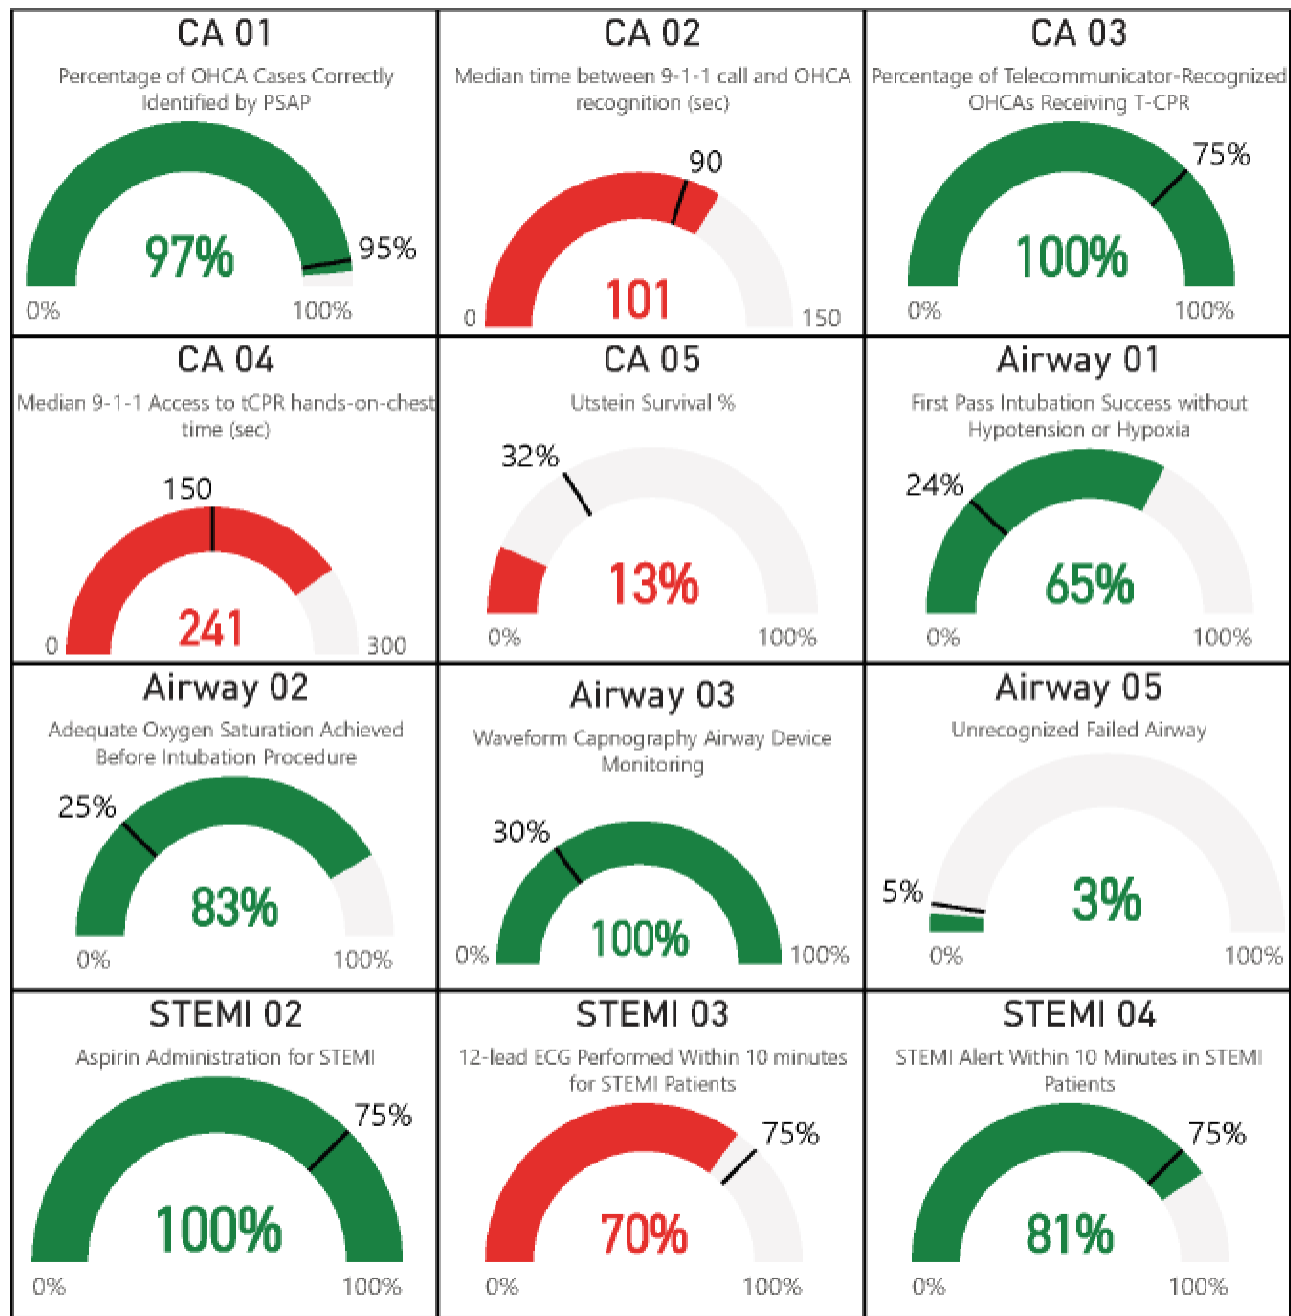 CA 01
Percentage of OHCA Cases Correctly
Identified by PSAP
95%
97%
0%
100%
CA 02
Median time between 9-1-1 call and OHCA
recognition (sec)
90
101
0
150
CA 03
Percentage of Telecommunicator-Recognized
OHCAs Receiving T-CPR
75%
100%
0%
100%
CA 04
Median 9-1-1 Access to tCPR hands-on-chest
time (sec)
150
241
0
300
CA 05
Utstein Survival %
32%
13%
0%
100%
Airway 01
First Pass Intubation Success without
Hypotension or Hypoxia
24%
65%
0%
100%
Airway 02
Adequate Oxygen Saturation Achieved
Before Intubation Procedure
25%
83%
0%
100%
Airway 03
Waveform Capnography Airway Device
Monitoring
30%
100%
0%
100%
Airway 05
Unrecognized Failed Airway
5%
3%
0%
100%
STEMI 02
Aspirin Administration for STEMI
75%
100%
0%
100%
STEMI 03
12-lead ECG Performed Within 10 minutes
for STEMI Patients
75%
70%
0%
100%
STEMI 04
STEMI Alert Within 10 Minutes in STEMI
Patients
75%
81%
0%
100%